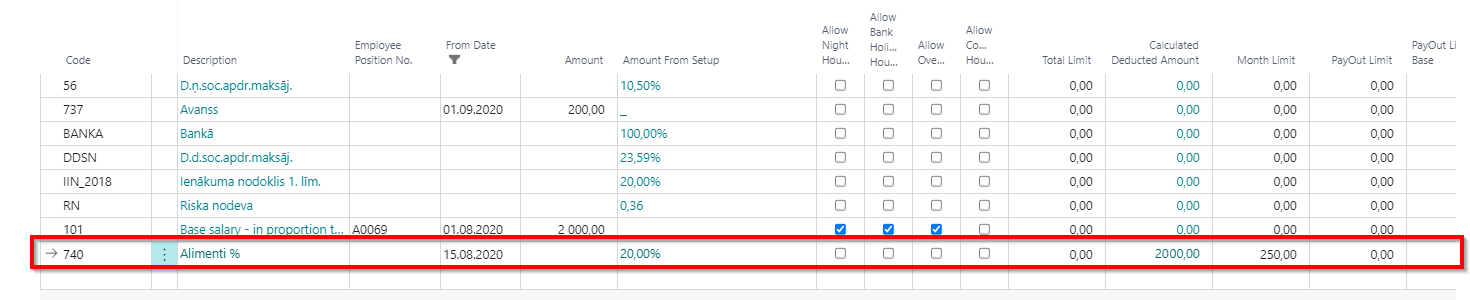 Code Description Employee Position No. From Date Amount Amount From Setup Allow Night Hou... Allow Bank Holi... Hou... Allow Ove... Allow Co... Hou... Total Limit Calculated Deducted Amount Month Limit PayOut Limit PayOut Li Base
56 D.ņ.soc.apdr.maksāj. 10,50% 0,00 0,00 0,00 0,00
737 Avanss 01.09.2020 200,00 _ 0,00 0,00 0,00 0,00
BANKA Bankā 100,00% 0,00 0,00 0,00 0,00
DDSN D.d.soc.apdr.maksāj. 23,59% 0,00 0,00 0,00 0,00
IIN_2018 Ienākuma nodoklis 1. līm. 20,00% 0,00 0,00 0,00 0,00
RN Riska nodeva 0,36 0,00 0,00 0,00 0,00
101 Base salary - in proportion t... A0069 01.08.2020 2 000,00 0,00 0,00 0,00 0,00
740 Alimenti % 15.08.2020 20,00% 0,00 2000,00 250,00 0,00